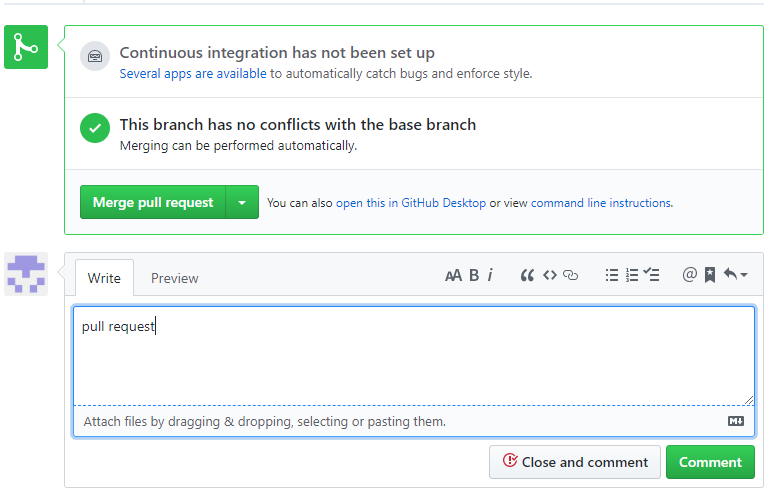 Continuous integration has not been set up
Several apps are available to automatically catch bugs and enforce style.
This branch has no conflicts with the base branch
Merging can be performed automatically.
Merge pull request You can also open this in GitHub Desktop or view command line instructions.
Write Preview AA B i @
pull request
Attach files by dragging & dropping, selecting or pasting them.
Close and comment Comment